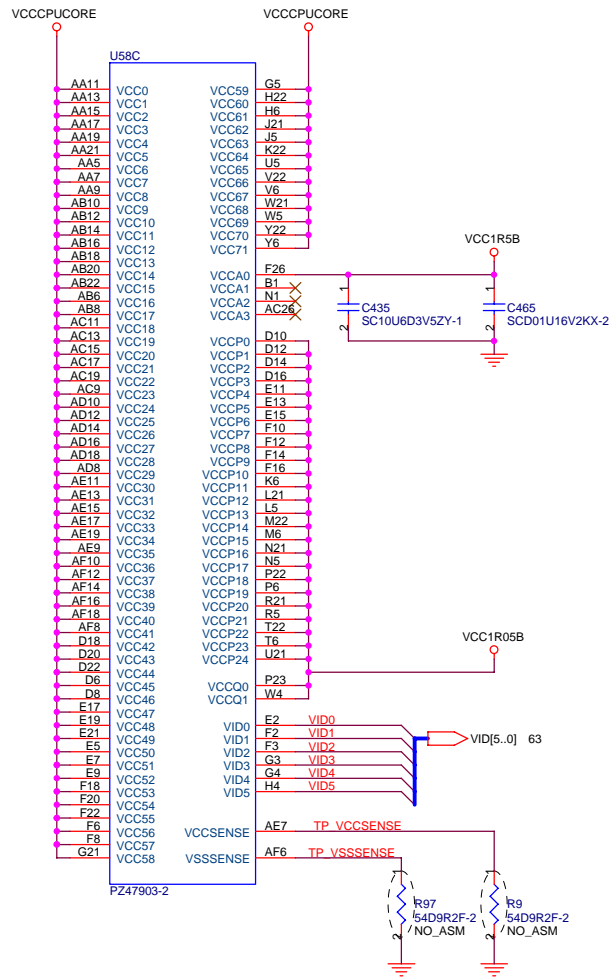 VCCCPUCORE VCCCPUCORE
U58C
AA11 VCC0 VCC59 G5
AA13 VCC1 VCC60 H22
AA15 VCC2 VCC61 H6
AA17 VCC3 VCC62 J21
AA19 VCC4 VCC63 J5
AA21 VCC5 VCC64 K22
AA5 VCC6 VCC65 U5
AA7 VCC7 VCC66 V22
AA9 VCC8 VCC67 V6
AB10 VCC9 VCC68 W21
AB12 VCC10 VCC69 W5
AB14 VCC11 VCC70 Y22
AB16 VCC12 VCC71 Y6
VCC1R5B
AB18 VCC13
AB20 VCC14 VCCA0 F26
AB22 VCC15 VCCA1 B1
AB6 VCC16 VCCA2 N1
AB8 VCC17 VCCA3 AC26
1 C435 2
SC10U6D3V5ZY-1
1 C465 2
SCD01U16V2KX-2
AC11 VCC18
AC13 VCC19 VCCP0 D10
AC15 VCC20 VCCP1 D12
AC17 VCC21 VCCP2 D14
AC19 VCC22 VCCP3 D16
AC9 VCC23 VCCP4 E11
AD10 VCC24 VCCP5 E13
AD12 VCC25 VCCP6 E15
AD14 VCC26 VCCP7 F10
AD16 VCC27 VCCP8 F12
AD18 VCC28 VCCP9 F14
AD8 VCC29 VCCP10 F16
AE11 VCC30 VCCP11 K6
AE13 VCC31 VCCP12 L21
AE15 VCC32 VCCP13 L5
AE17 VCC33 VCCP14 M22
AE19 VCC34 VCCP15 M6
AE9 VCC35 VCCP16 N21
AF10 VCC36 VCCP17 N5
AF12 VCC37 VCCP18 P22
AF14 VCC38 VCCP19 P6
AF16 VCC39 VCCP20 R21
AF18 VCC40 VCCP21 R5
AF8 VCC41 VCCP22 T22
D18 VCC42 VCCP23 T6
D20 VCC43 VCCP24 U21
VCC1R05B
D22 VCC44
D6 VCC45 VCCQ0 P23
D8 VCC46 VCCQ1 W4
E17 VCC47
E19 VCC48 VID0 E2 VID0
E21 VCC49 VID1 F2 VID1
E5 VCC50 VID2 F3 VID2
E7 VCC51 VID3 G3 VID3
E9 VCC52 VID4 G4 VID4
F18 VCC53 VID5 H4 VID5
VID[5..0] 63
F20 VCC54
F22 VCC55
F6 VCC56 VCCSENSE AE7 TP_VCCSENSE
F8 VCC57
G21 VCC58 VSSSENSE AF6 TP_VSSSENSE
PZ47903-2
1 R97 2
54D9R2F-2
NO_ASM
1 R9 2
54D9R2F-2
NO_ASM